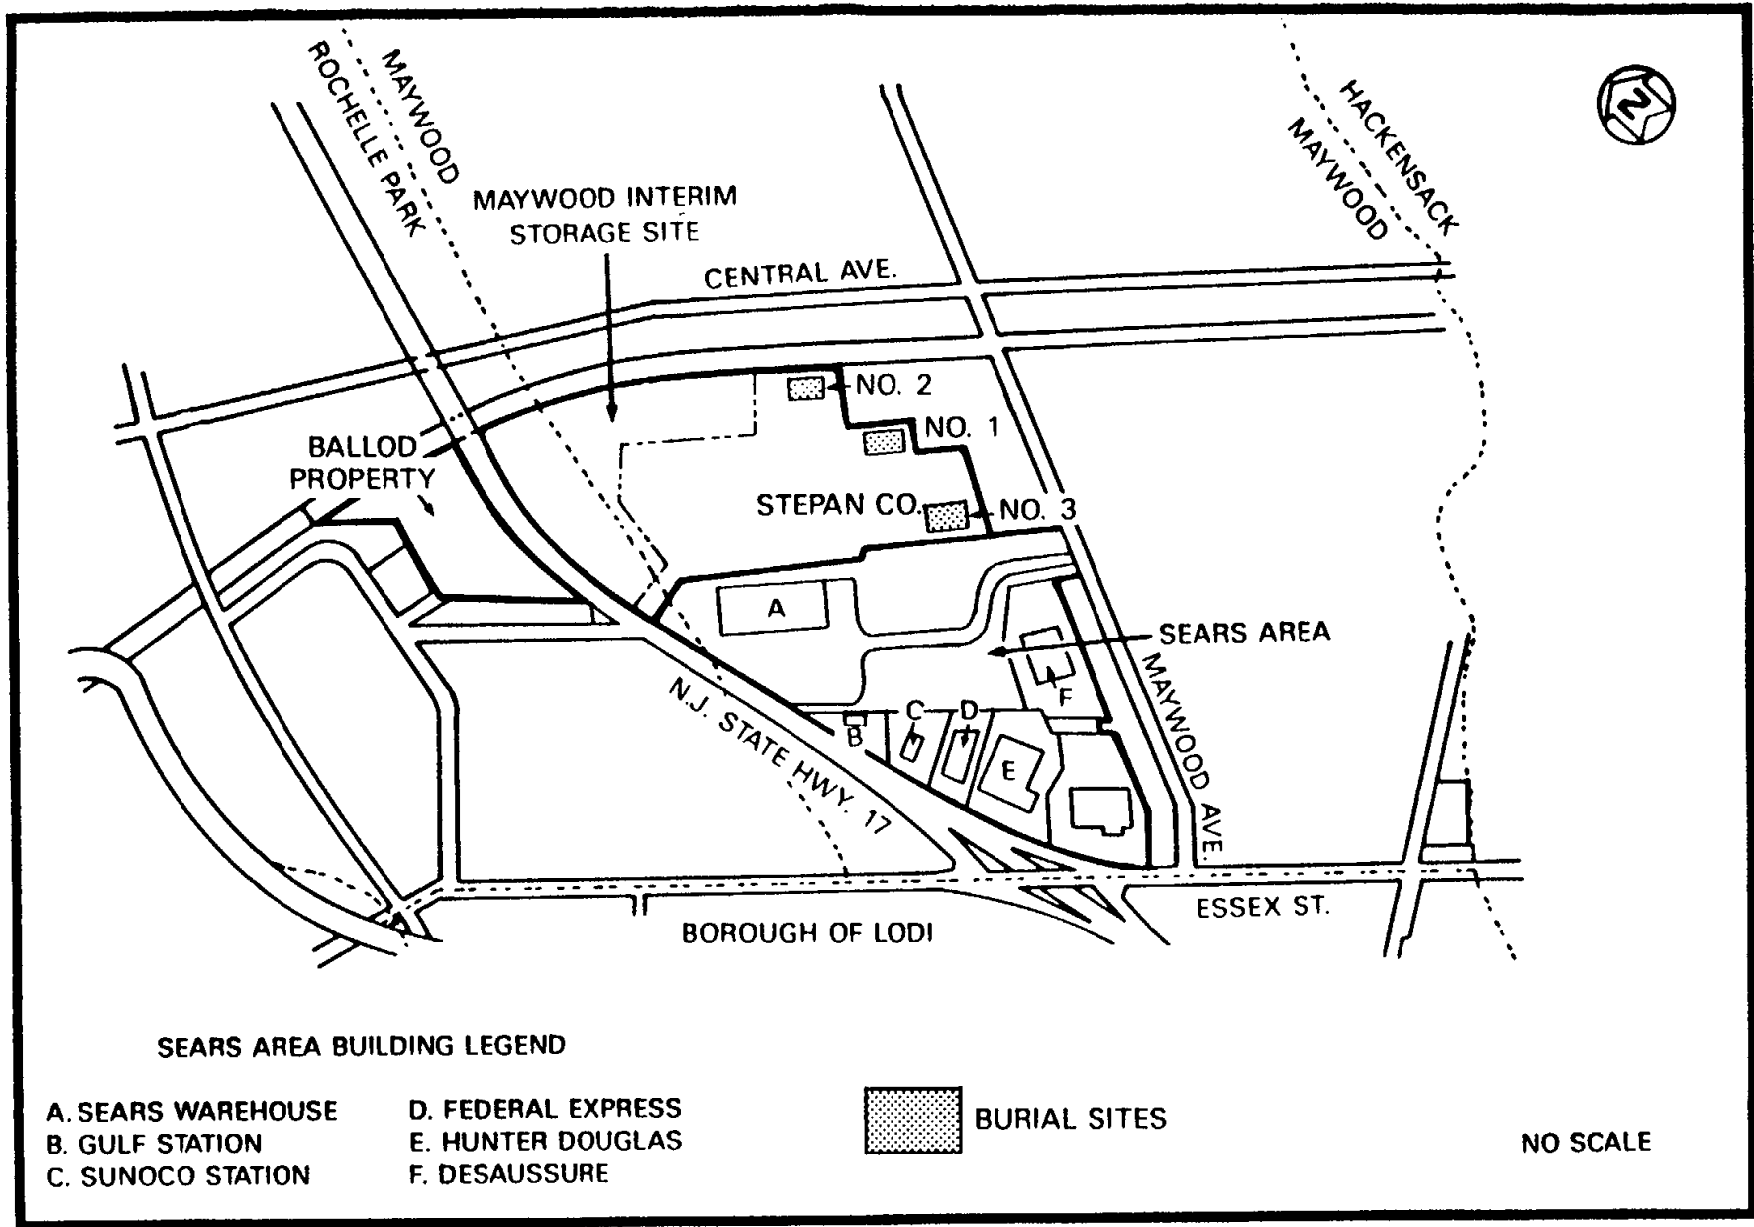 MAYWOOD
ROCHELLE PARK
HACKENSACK
MAYWOOD
N
MAYWOOD INTERIM
STORAGE SITE
CENTRAL AVE.
NO. 2
NO. 1
BALLOD
PROPERTY
STEPAN CO.
NO. 3
A
SEARS AREA
F
C
D
B
E
N.J. STATE HWY. 17
MAYWOOD AVE.
ESSEX ST.
BOROUGH OF LODI
SEARS AREA BUILDING LEGEND
A. SEARS WAREHOUSE
B. GULF STATION
C. SUNOCO STATION
D. FEDERAL EXPRESS
E. HUNTER DOUGLAS
F. DESAUSSURE
BURIAL SITES
NO SCALE